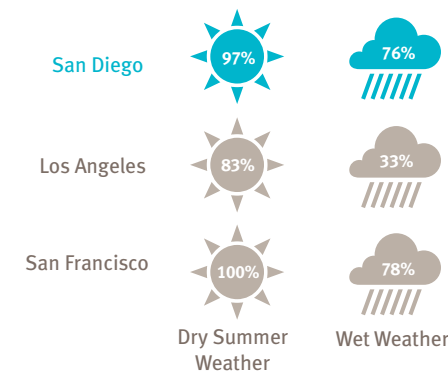 San Diego
97%
76%
Los Angeles
83%
33%
San Francisco
100%
78%
Dry Summer
Weather
Wet Weather